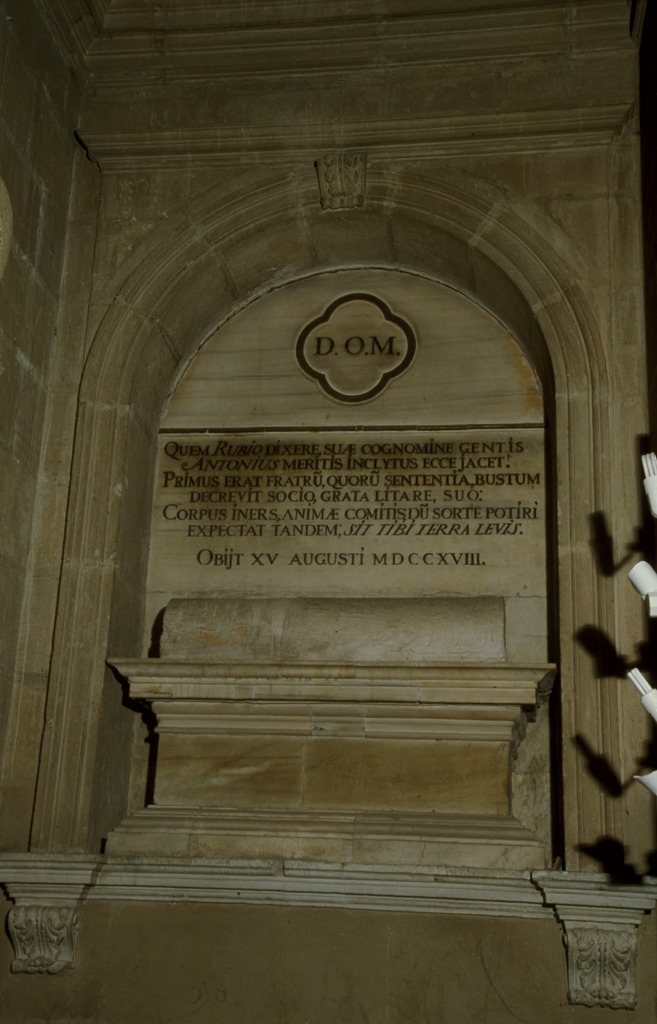 D. O. M.
QUEM RUBIO DIXERE, SUÆ COGNOMINE GENTIS
ANTONIUS MERITIS INCLYTUS ECCE JACET!
PRIMUS ERAT FRATRŨ, QUORŨ SENTENTIA, BUSTUM
DECREVIT SOCIO, GRATA LITARE, SUO:
CORPUS INERS, ANIMÆ COMITIS DŨ SORTE POTIRI
EXPECTAT TANDEM, SIT TIBI TERRA LEVIS.
OBIJT XV AUGUSTI MDCCXVIII.